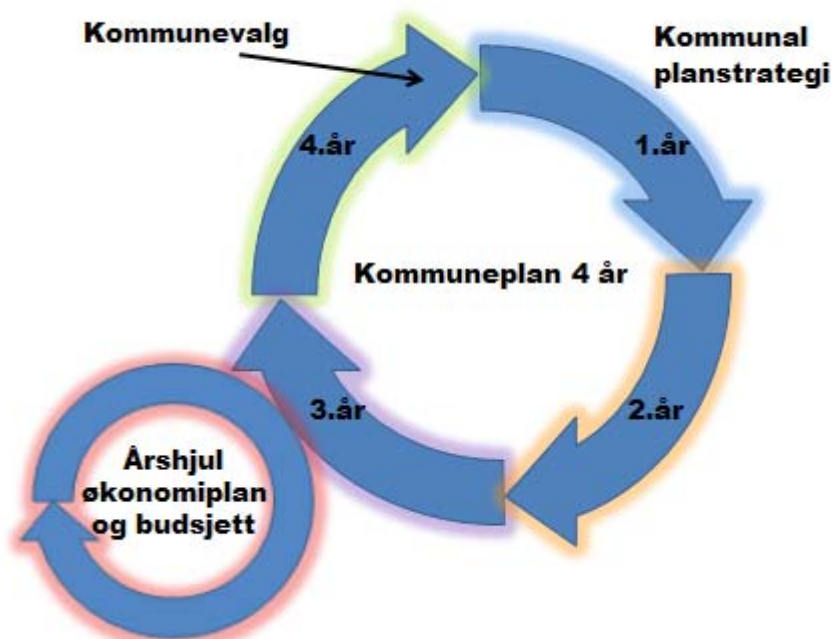 Kommunevalg
Kommunal
planstrategi
4.år
1.år
Kommuneplan 4 år
3.år
2.år
Årshjul
økonomiplan
og budsjett